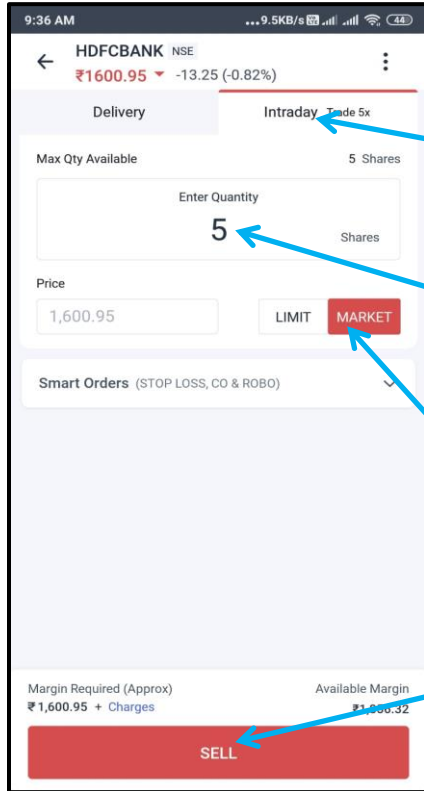 9:36 AM ...9.5KB/s 44
HDFCBANK NSE
₹1600.95 ▼ -13.25 (-0.82%)
Delivery Intraday Trade 5x
Max Qty Available 5 Shares
Enter Quantity
5 Shares
Price
1,600.95 LIMIT MARKET
Smart Orders (STOP LOSS, CO & ROBO)
Margin Required (Approx) Available Margin
₹1,600.95 + Charges
SELL